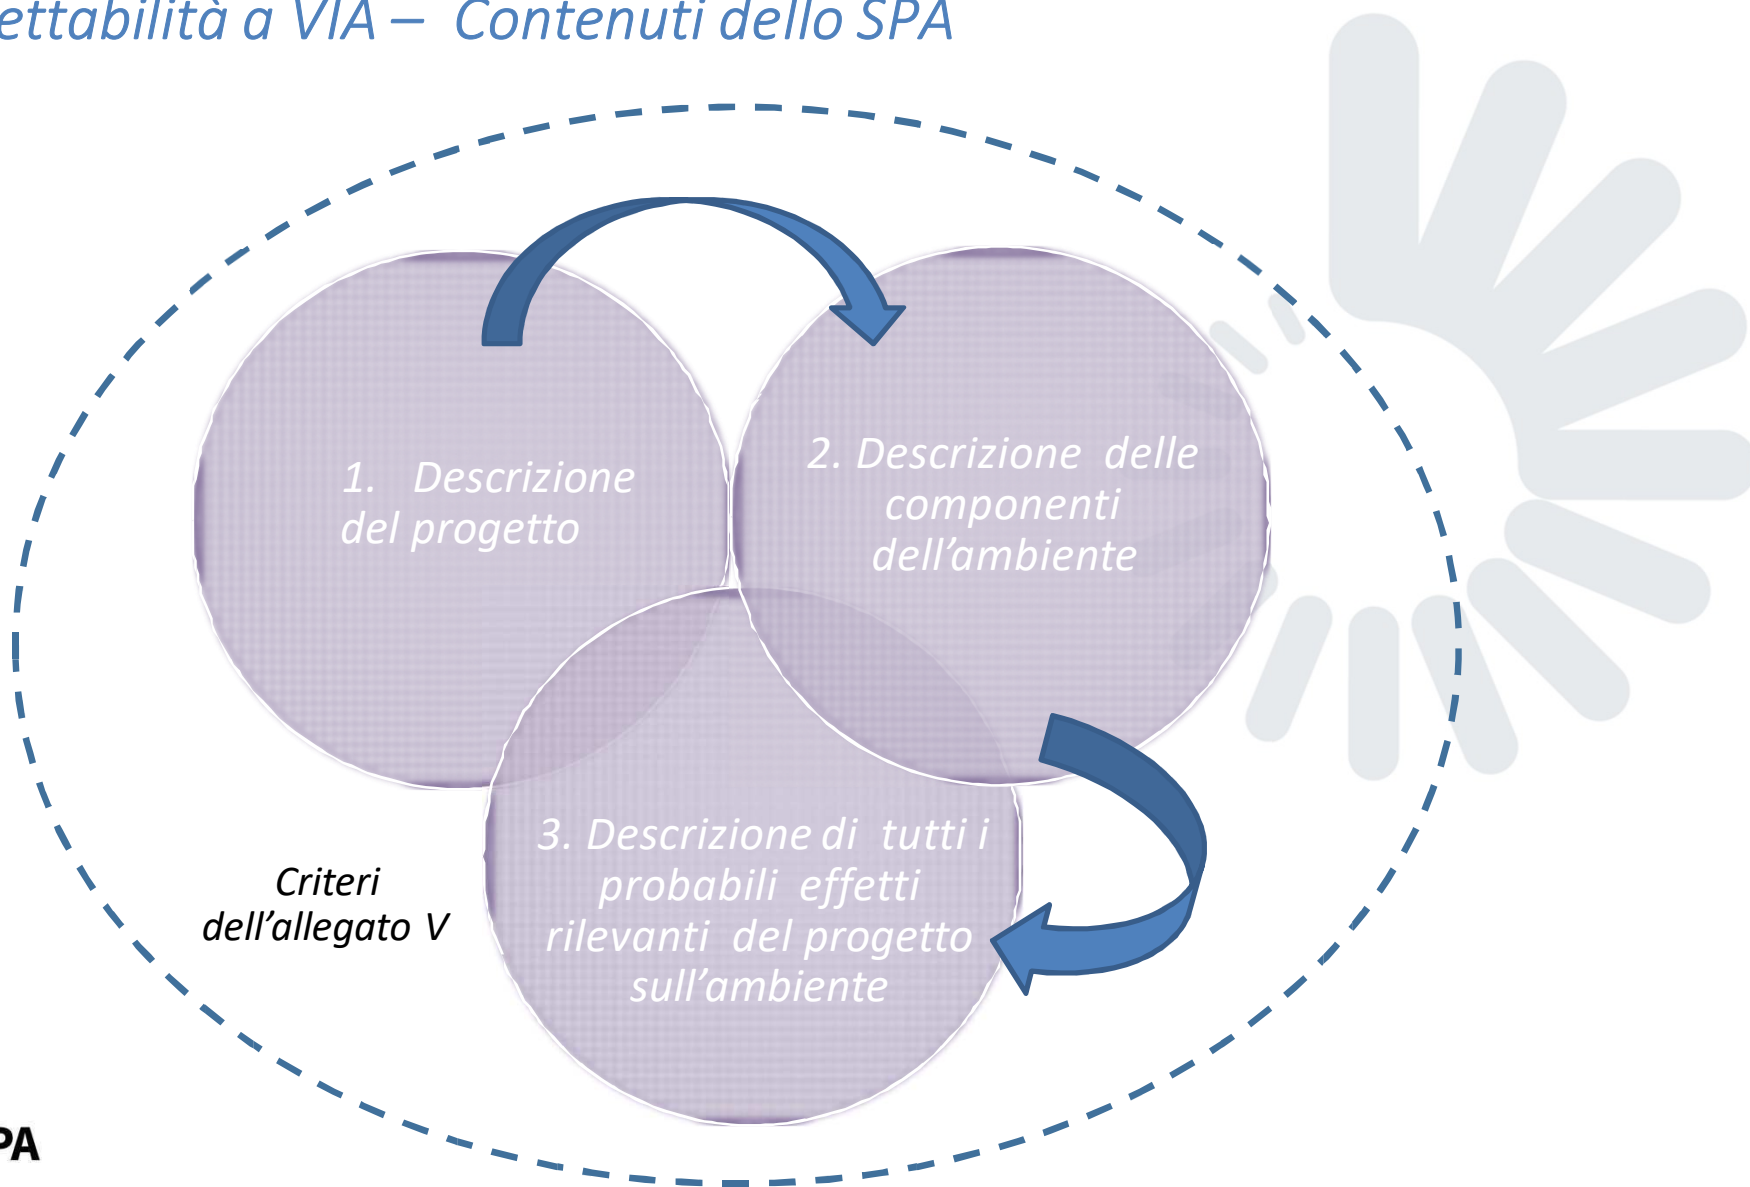 ettabilità a VIA – Contenuti dello SPA
1. Descrizione
del progetto
2. Descrizione delle
componenti
dell’ambiente
3. Descrizione di tutti i
probabili effetti
rilevanti del progetto
sull’ambiente
Criteri
dell’allegato V
PA